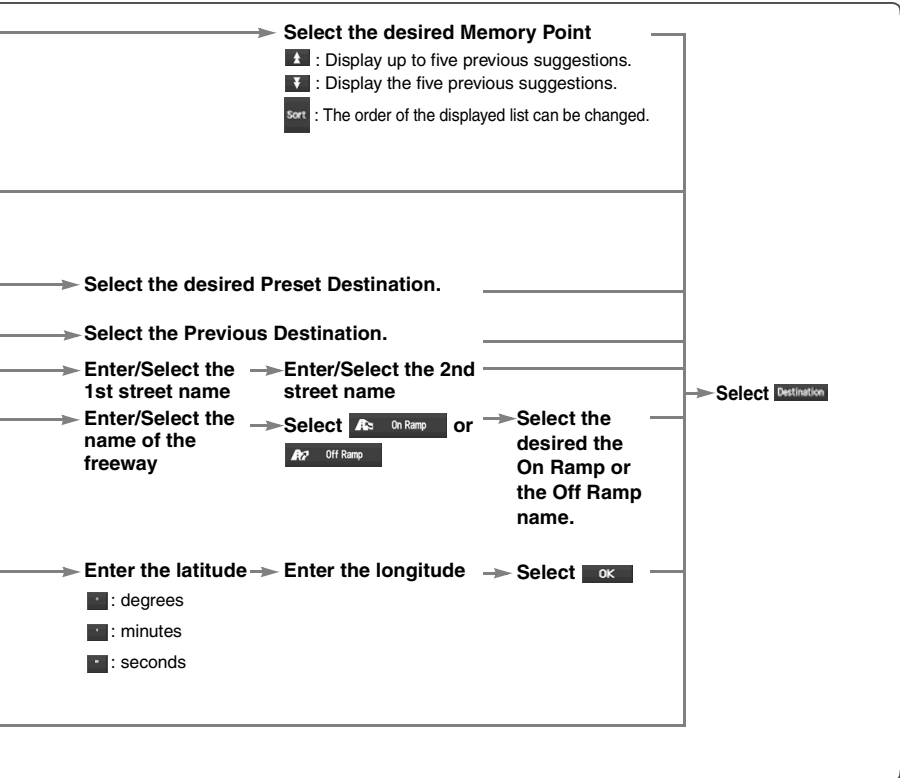 Select the desired Memory Point
: Display up to five previous suggestions.
: Display the five previous suggestions.
Sort : The order of the displayed list can be changed.
Select the desired Preset Destination.
Select the Previous Destination.
Enter/Select the
1st street name
Enter/Select the 2nd
street name
Enter/Select the
name of the
freeway
Select On Ramp or
Off Ramp
Select the
desired the
On Ramp or
the Off Ramp
name.
Enter the latitude
° : degrees
' : minutes
" : seconds
Enter the longitude
Select OK
Select Destination